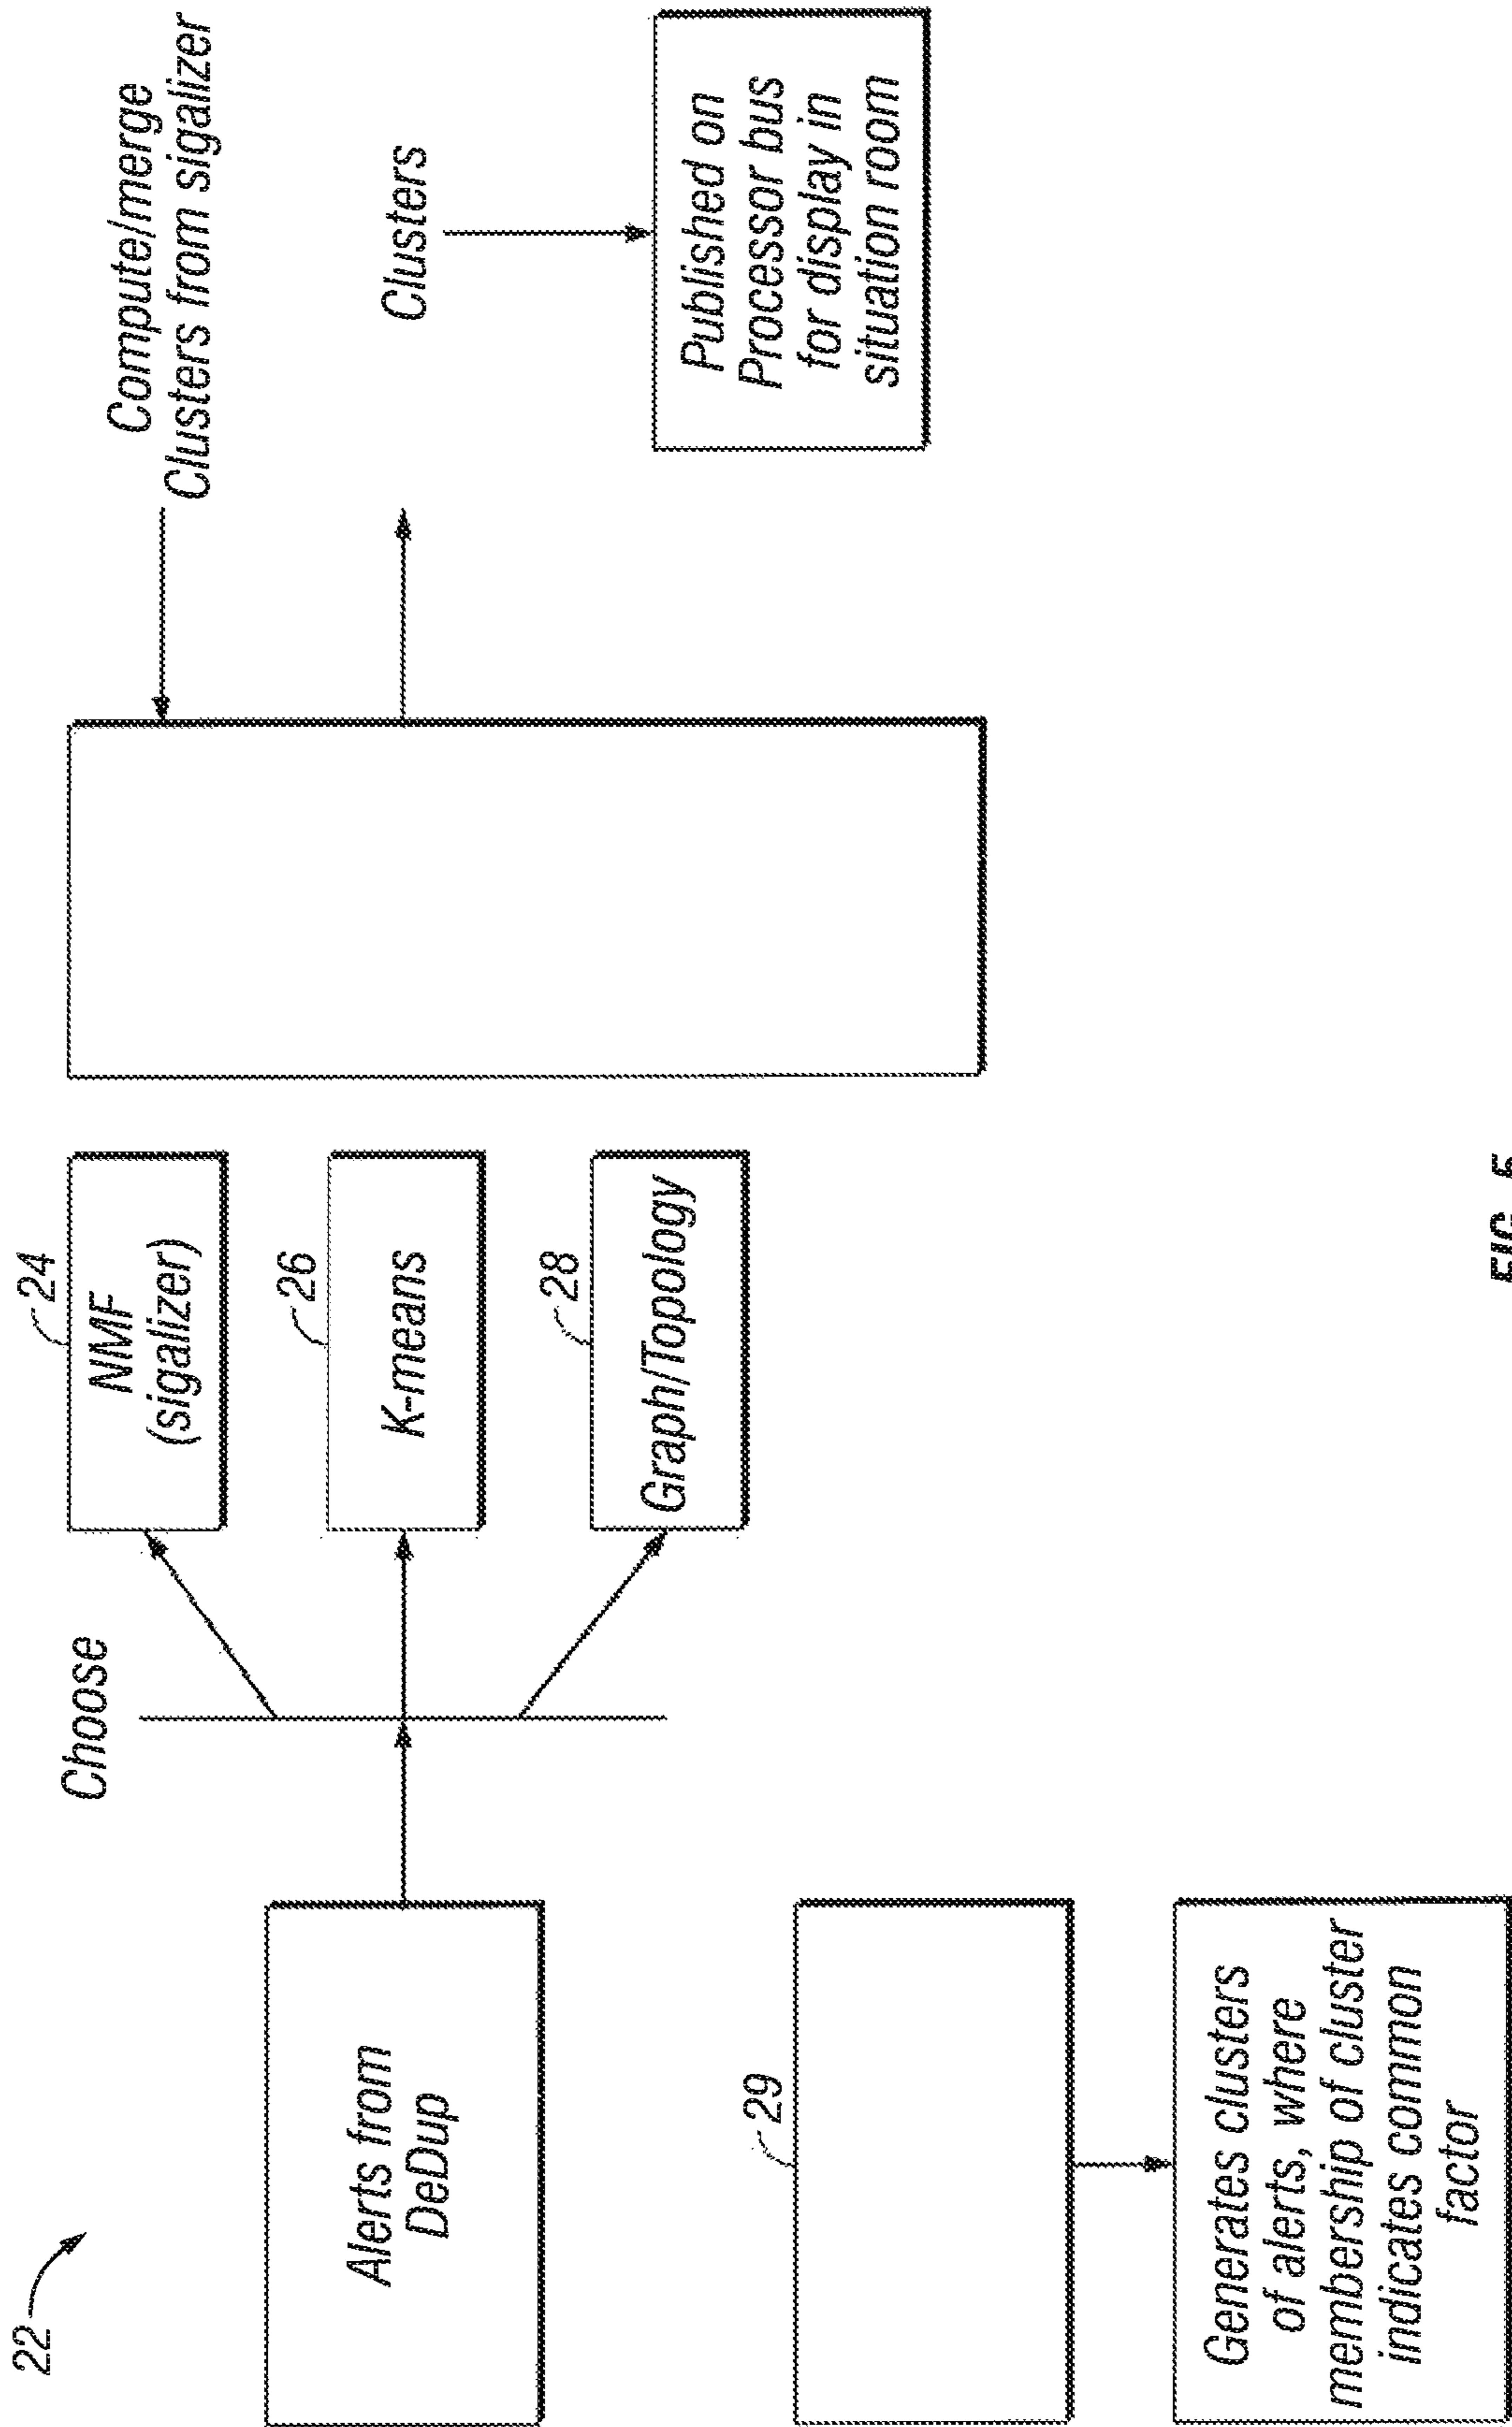 22
Alerts from
DeDup
29
Generates clusters
of alerts, where
membership of cluster
indicates common
factor
Choose
24
NMF
(sigalizer)
26
K-means
28
Graph/Topology
Compute/merge
Clusters from sigalizer
Clusters
Published on
Processor bus
for display in
situation room
FIG. 5